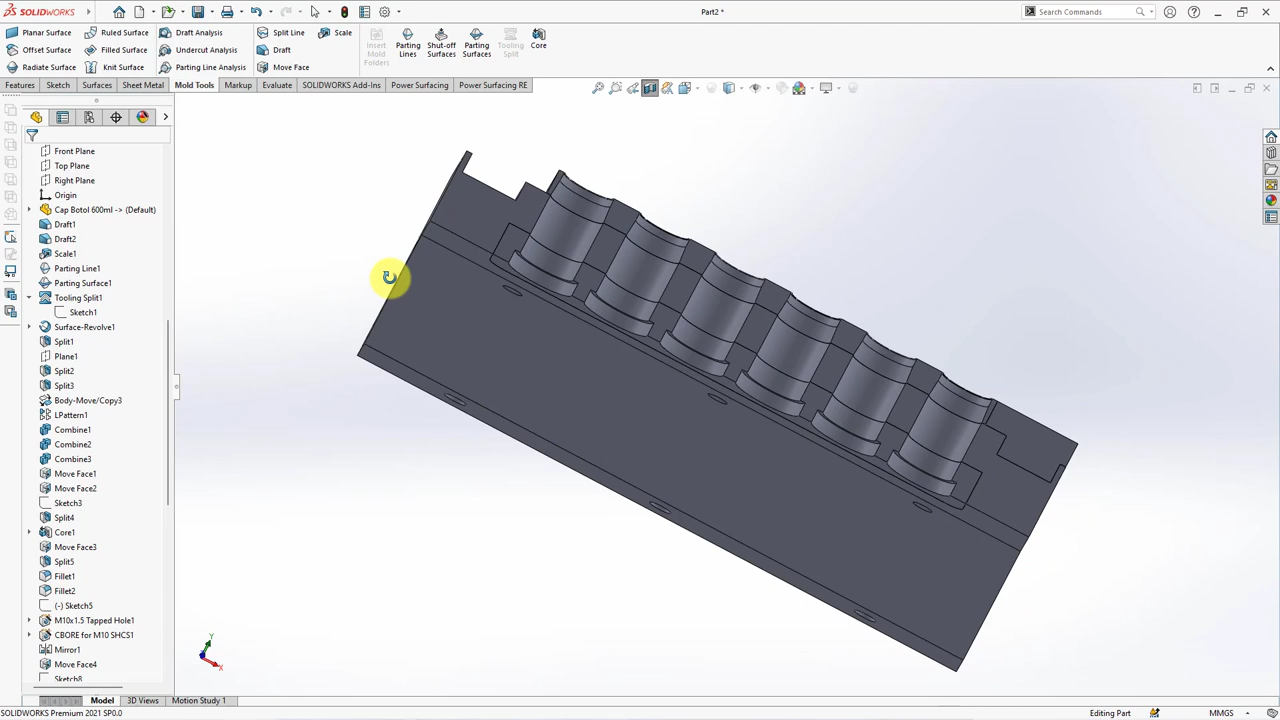 SOLIDWORKS
Part2 *
Search Commands
Planar Surface
Ruled Surface
Draft Analysis
Split Line
Scale
Offset Surface
Filled Surface
Undercut Analysis
Draft
Radiate Surface
Knit Surface
Parting Line Analysis
Move Face
Insert Mold Folders
Parting Lines
Shut-off Surfaces
Parting Surfaces
Tooling Split
Core
Features
Sketch
Surfaces
Sheet Metal
Mold Tools
Markup
Evaluate
SOLIDWORKS Add-Ins
Power Surfacing
Power Surfacing RE
Front Plane
Top Plane
Right Plane
Origin
Cap Botol 600ml -> (Default)
Draft1
Draft2
Scale1
Parting Line1
Parting Surface1
Tooling Split1
Sketch1
Surface-Revolve1
Split1
Plane1
Split2
Split3
Body-Move/Copy3
LPattern1
Combine1
Combine2
Combine3
Move Face1
Move Face2
Sketch3
Split4
Core1
Move Face3
Split5
Fillet1
Fillet2
(-) Sketch5
M10x1.5 Tapped Hole1
CBORE for M10 SHCS1
Mirror1
Move Face4
Sketch8
Y
X
Model
3D Views
Motion Study 1
SOLIDWORKS Premium 2021 SP0.0
Editing Part
MMGS